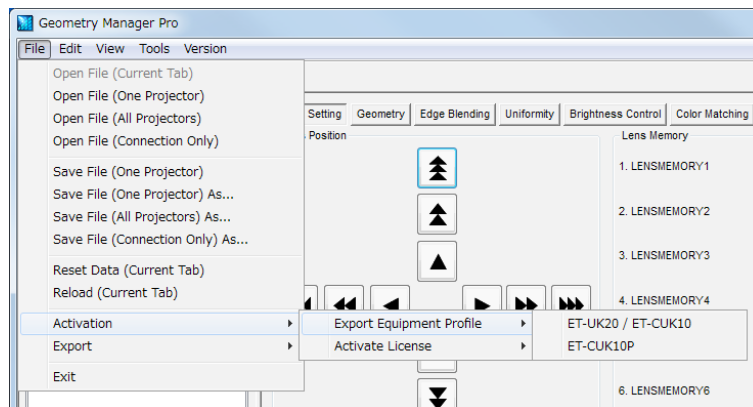 Geometry Manager Pro
File Edit View Tools Version
Open File (Current Tab)
Open File (One Projector)
Open File (All Projectors)
Open File (Connection Only)
Save File (One Projector)
Save File (One Projector) As...
Save File (All Projectors) As...
Save File (Connection Only) As...
Reset Data (Current Tab)
Reload (Current Tab)
Activation
Export
Exit
Export Equipment Profile
Activate License
ET-UK20 / ET-CUK10
ET-CUK10P
Setting Geometry Edge Blending Uniformity Brightness Control Color Matching
Position
Lens Memory
1. LENSMEMORY1
2. LENSMEMORY2
3. LENSMEMORY3
4. LENSMEMORY4
6. LENSMEMORY6